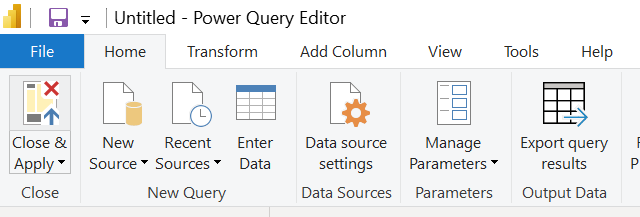 Untitled - Power Query Editor
File Home Transform Add Column View Tools Help
Close & Apply
New Source
Recent Sources
Enter Data
Data source settings
Manage Parameters
Export query results
Close New Query Data Sources Parameters Output Data